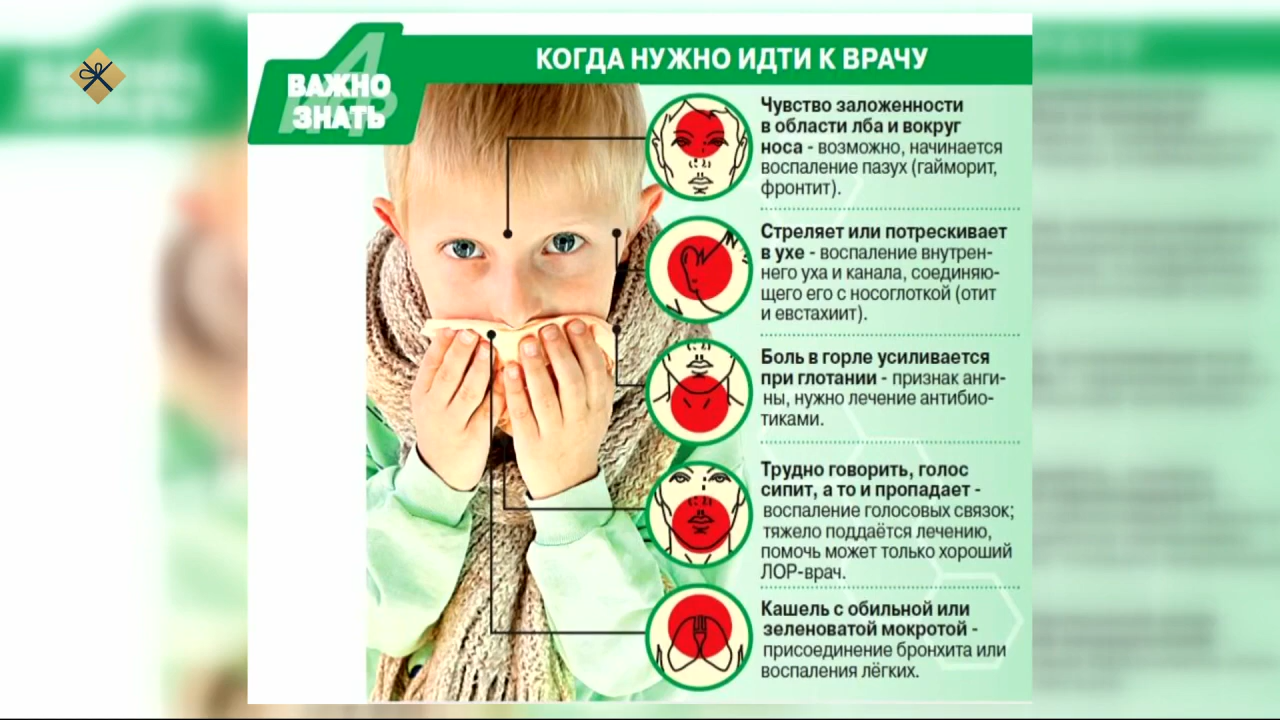 ВАЖНО
ЗНАТЬ
КОГДА НУЖНО ИДТИ К ВРАЧУ
Чувство заложенности
в области лба и вокруг
носа - возможно, начинается
воспаление пазух (гайморит,
фронтит).
Стреляет или потрескивает
в ухе - воспаление внутрен-
него уха и канала, соединяю-
щего его с носоглоткой (отит
и евстахиит).
Боль в горле усиливается
при глотании - признак анги-
ны, нужно лечение антибио-
тиками.
Трудно говорить, голос
сипит, а то и пропадает -
воспаление голосовых связок;
тяжело поддаётся лечению,
помочь может только хороший
ЛОР-врач.
Кашель с обильной или
зеленоватой мокротой -
присоединение бронхита или
воспаления лёгких.